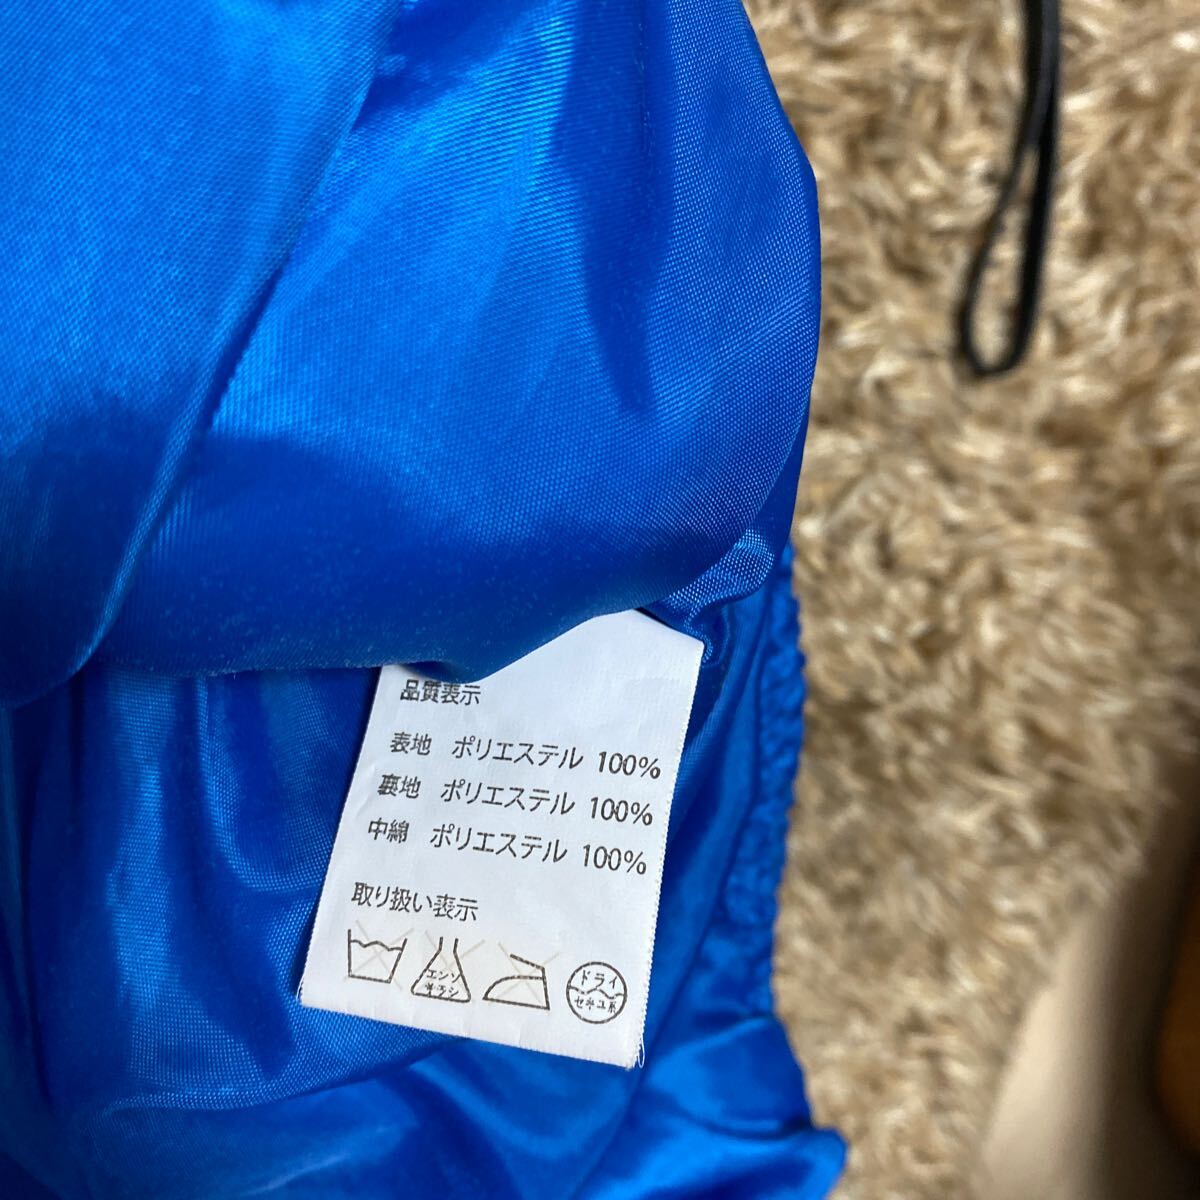 品質表示
表地 ポリエステル 100%
裏地 ポリエステル 100%
中綿 ポリエステル 100%
取り扱い表示
エンソ
サラシ
ドライ
セキユ系